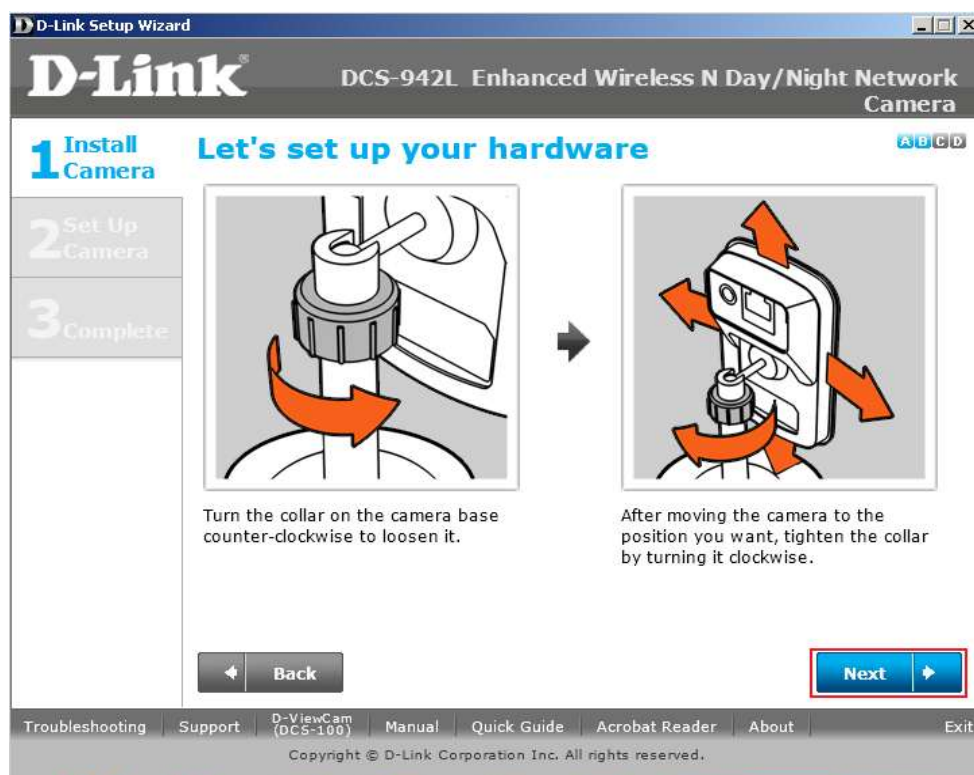 D-Link Setup Wizard
D-Link®
DCS-942L Enhanced Wireless N Day/Night Network
Camera
1 Install
Camera
2 Set Up
Camera
3 Complete
Let's set up your hardware
A B C D
Turn the collar on the camera base
counter-clockwise to loosen it.
After moving the camera to the
position you want, tighten the collar
by turning it clockwise.
Back
Next
Troubleshooting
Support
D-ViewCam
(DCS-100)
Manual
Quick Guide
Acrobat Reader
About
Exit
Copyright © D-Link Corporation Inc. All rights reserved.